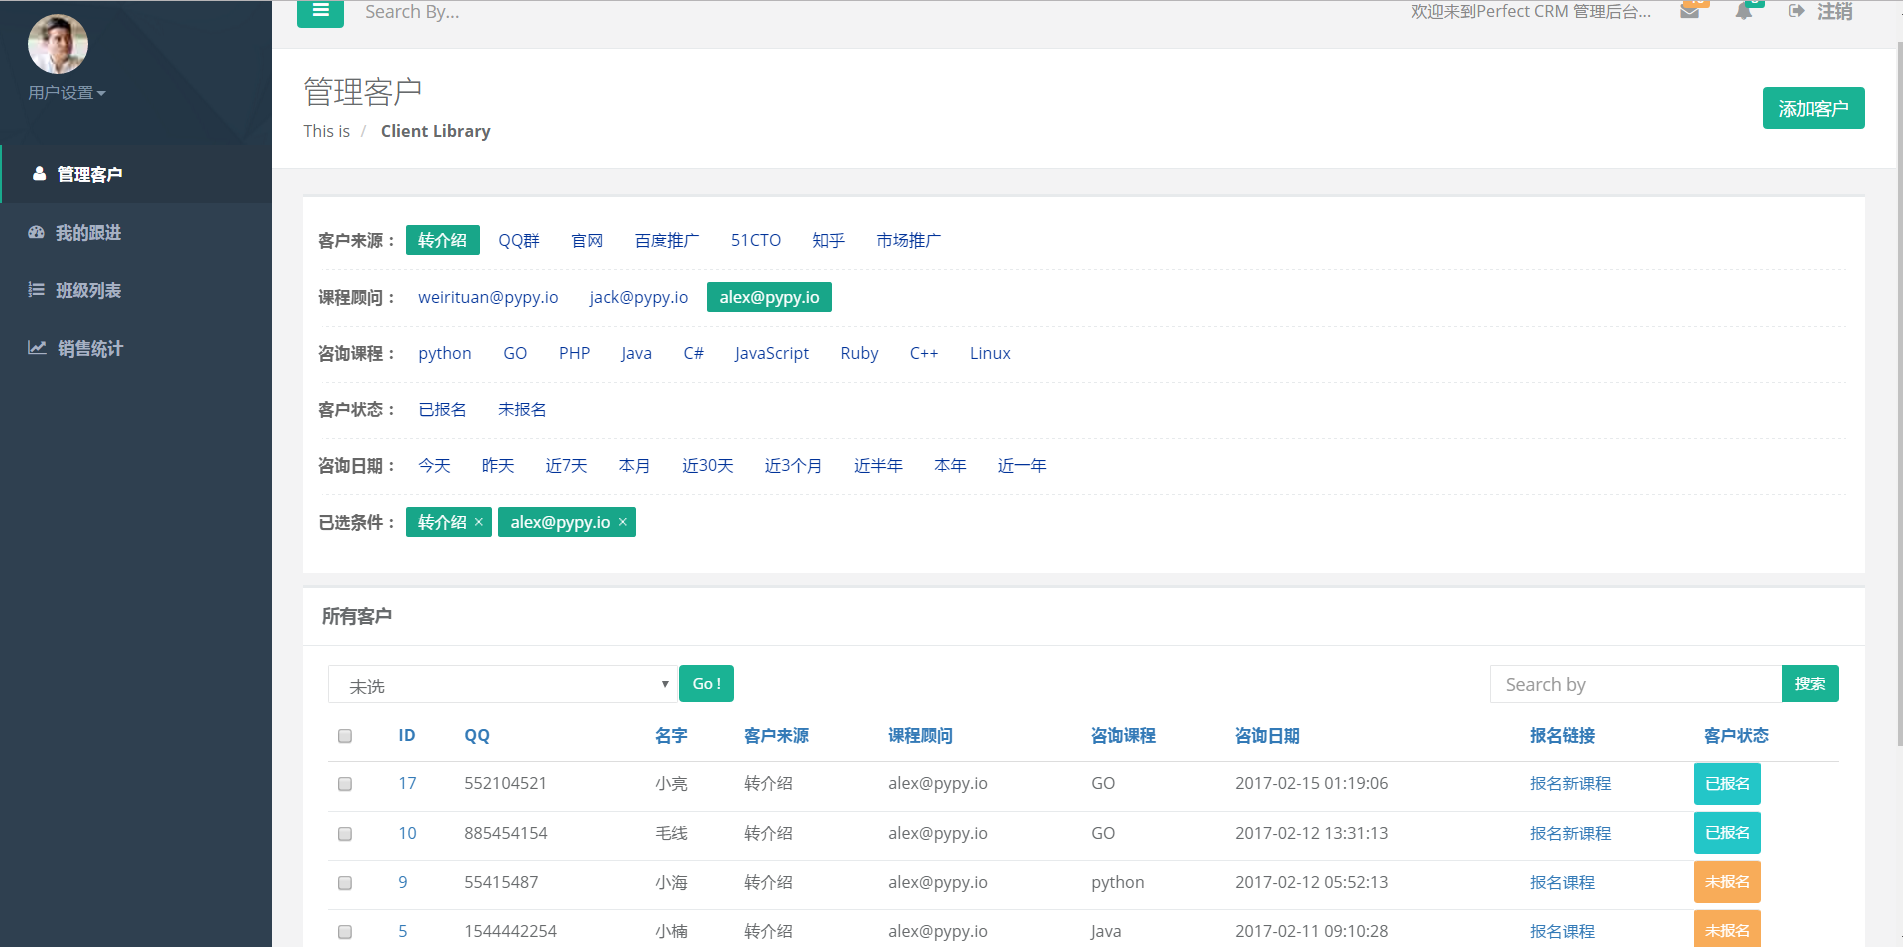 Search By...
欢迎来到Perfect CRM 管理后台...
注销
用户设置
管理客户
我的跟进
班级列表
销售统计
管理客户
This is / Client Library
添加客户
客户来源： 转介绍 QQ群 官网 百度推广 51CTO 知乎 市场推广
课程顾问： weirituan@pypy.io jack@pypy.io alex@pypy.io
咨询课程： python GO PHP Java C# JavaScript Ruby C++ Linux
客户状态： 已报名 未报名
咨询日期： 今天 昨天 近7天 本月 近30天 近3个月 近半年 本年 近一年
已选条件： 转介绍 × alex@pypy.io ×
所有客户
未选 Go ! Search by 搜索
ID QQ 名字 客户来源 课程顾问 咨询课程 咨询日期 报名链接 客户状态
17 552104521 小亮 转介绍 alex@pypy.io GO 2017-02-15 01:19:06 报名新课程 已报名
10 885454154 毛线 转介绍 alex@pypy.io GO 2017-02-12 13:31:13 报名新课程 已报名
9 55415487 小海 转介绍 alex@pypy.io python 2017-02-12 05:52:13 报名课程 未报名
5 1544442254 小楠 转介绍 alex@pypy.io Java 2017-02-11 09:10:28 报名课程 未报名